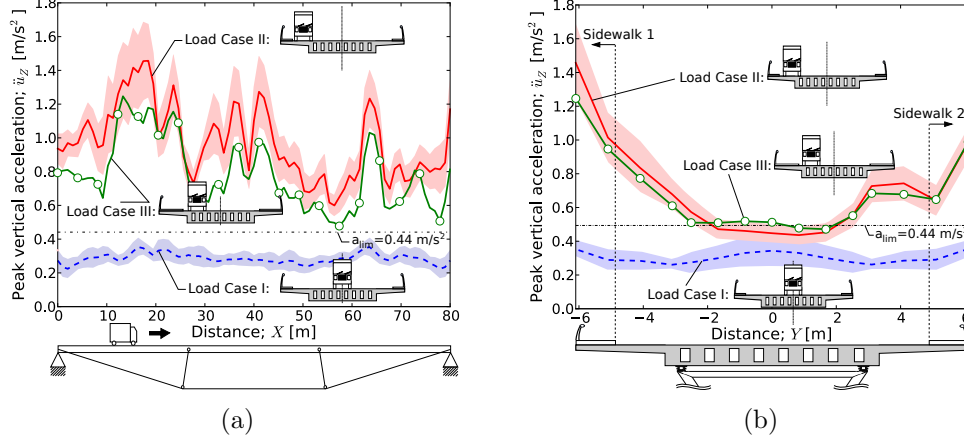 Peak vertical acceleration; ü_Z [m/s²]
1.8
1.6
1.4
1.2
1.0
0.8
0.6
0.4
0.2
0.0
Load Case II:
Load Case III:
a_lim=0.44 m/s²
Load Case I:
0 10 20 30 40 50 60 70 80
Distance; X [m]
(a)
Peak vertical acceleration; ü_Z [m/s²]
1.8
1.6
1.4
1.2
1.0
0.8
0.6
0.4
0.2
0.0
Sidewalk 1
Load Case II:
Sidewalk 2
Load Case III:
a_lim=0.44 m/s
Load Case I:
−6 −4 −2 0 2 4 6
Distance; Y [m]
(b)